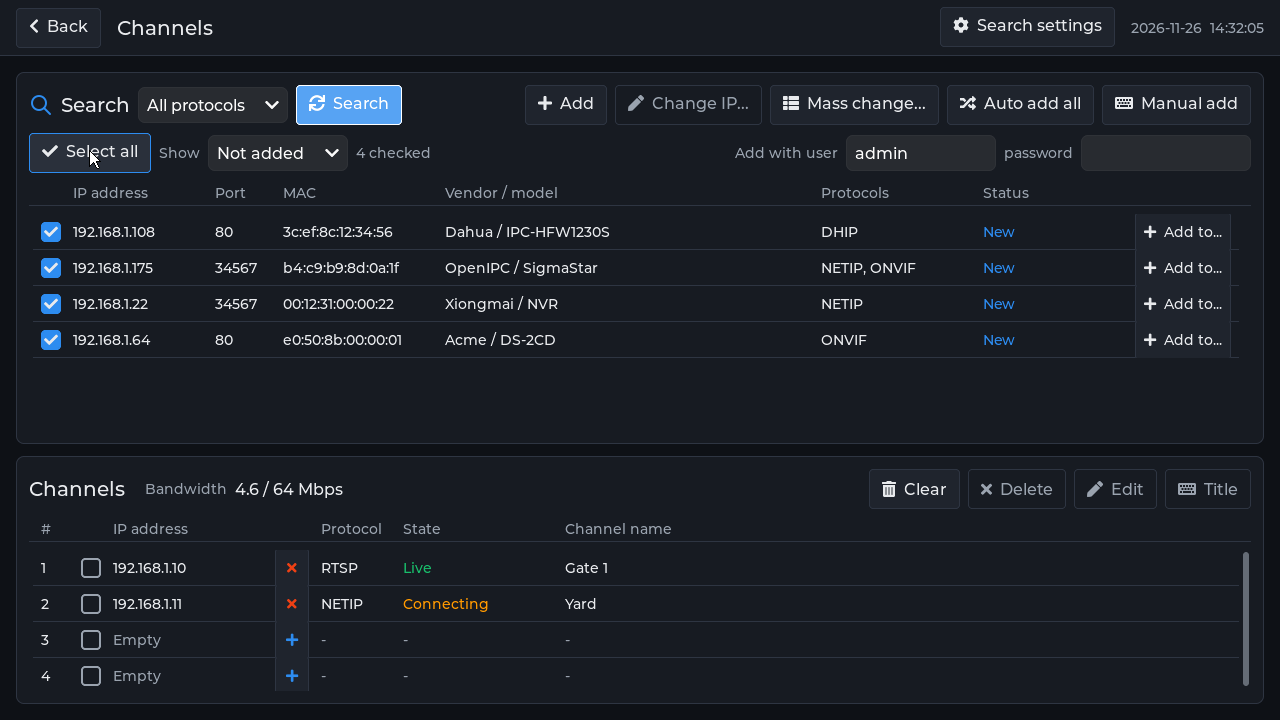 Back
Channels
Search settings
2026-11-26 14:32:05
Search
All protocols
Search
Add
Change IP...
Mass change...
Auto add all
Manual add
Select all
Show
Not added
4 checked
Add with user
admin
password
IP address Port MAC Vendor / model Protocols Status
192.168.1.108 80 3c:ef:8c:12:34:56 Dahua / IPC-HFW1230S DHIP New Add to...
192.168.1.175 34567 b4:c9:b9:8d:0a:1f OpenIPC / SigmaStar NETIP, ONVIF New Add to...
192.168.1.22 34567 00:12:31:00:00:22 Xiongmai / NVR NETIP New Add to...
192.168.1.64 80 e0:50:8b:00:00:01 Acme / DS-2CD ONVIF New Add to...
Channels
Bandwidth 4.6 / 64 Mbps
Clear
Delete
Edit
Title
# IP address Protocol State Channel name
1 192.168.1.10 RTSP Live Gate 1
2 192.168.1.11 NETIP Connecting Yard
3 Empty - - -
4 Empty - - -